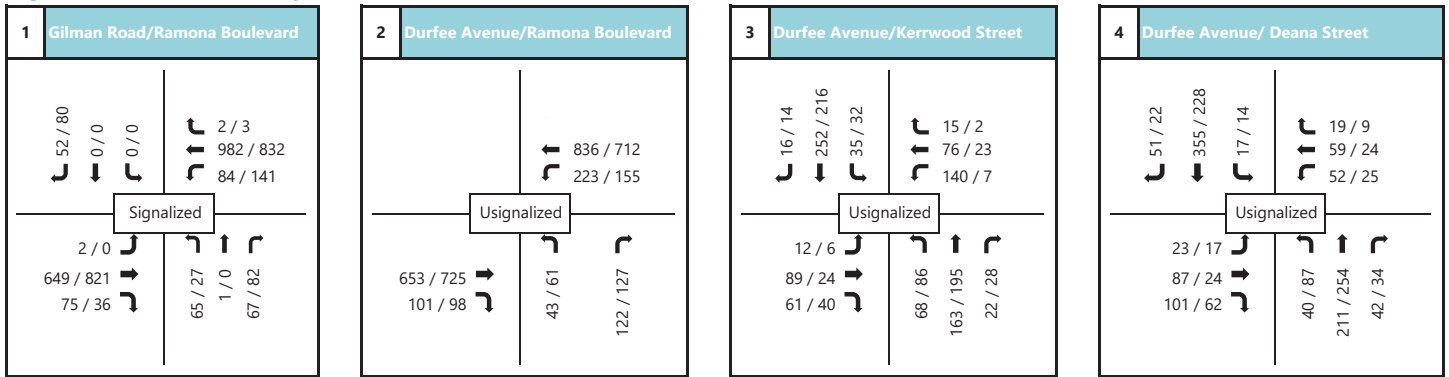 1 Gilman Road/Ramona Boulevard
52 / 80
0 / 0
0 / 0
2 / 3
982 / 832
84 / 141
Signalized
2 / 0
649 / 821
75 / 36
65 / 27
1 / 0
67 / 82
2 Durfee Avenue/Ramona Boulevard
836 / 712
223 / 155
Usignalized
653 / 725
101 / 98
43 / 61
122 / 127
3 Durfee Avenue/Kerrwood Street
16 / 14
252 / 216
35 / 32
15 / 2
76 / 23
140 / 7
Usignalized
12 / 6
89 / 24
61 / 40
68 / 86
163 / 195
22 / 28
4 Durfee Avenue/ Deana Street
51 / 22
355 / 228
17 / 14
19 / 9
59 / 24
52 / 25
Usignalized
23 / 17
87 / 24
101 / 62
40 / 87
211 / 254
42 / 34